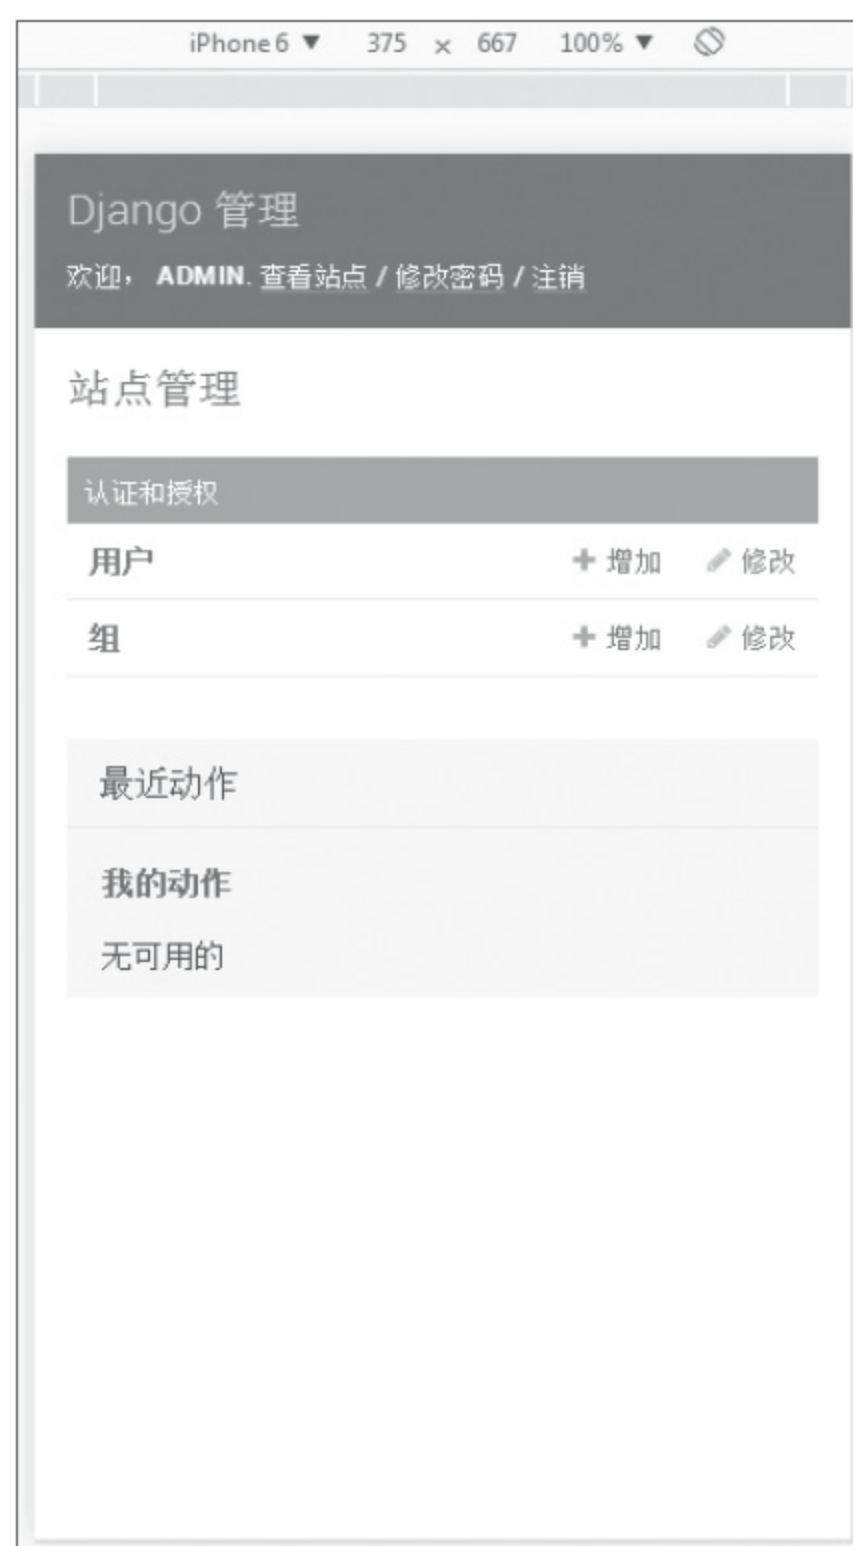 iPhone 6 ▼ 375 × 667 100% ▼
Django 管理
欢迎， ADMIN. 查看站点 / 修改密码 / 注销
站点管理
认证和授权
用户 + 增加 修改
组 + 增加 修改
最近动作
我的动作
无可用的